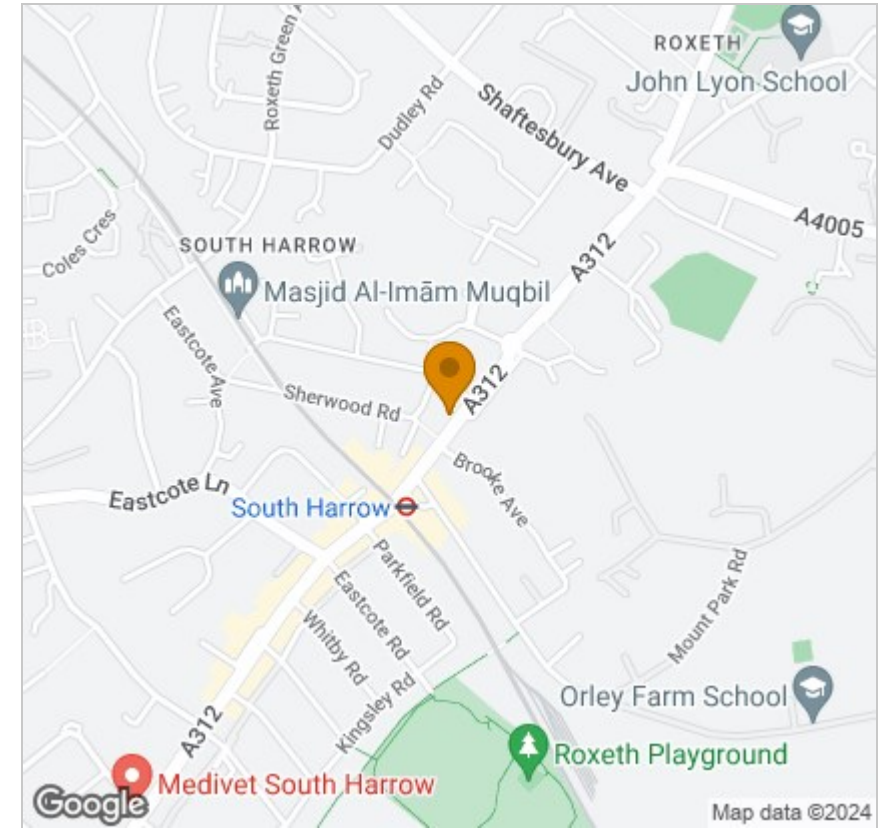 ROXETH
John Lyon School
Roxeth Green A
Dudley Rd
Shaftesbury Ave
A4005
Coles Cres
SOUTH HARROW
A312
Masjid Al-Imām Muqbil
Eastcote Ave
A312
Sherwood Rd
Brooke Ave
Eastcote Ln
South Harrow
Parkfield Rd
Mount Park Rd
Eastcote Rd
Whitby Rd
Kingsley Rd
Orley Farm School
A312
Roxeth Playground
Medivet South Harrow
Google
Map data ©2024